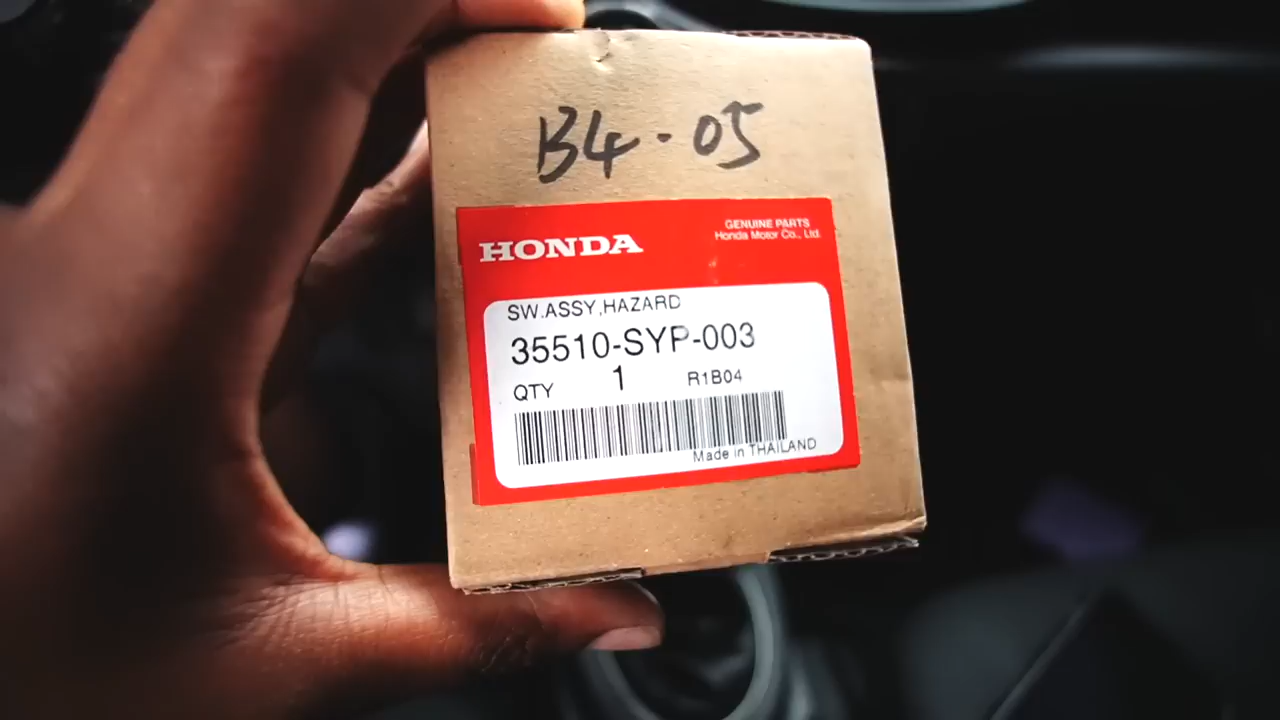 B4-05
HONDA
GENUINE PARTS
Honda Motor Co., Ltd.
SW.ASSY,HAZARD
35510-SYP-003
QTY 1 R1B04
Made in THAILAND